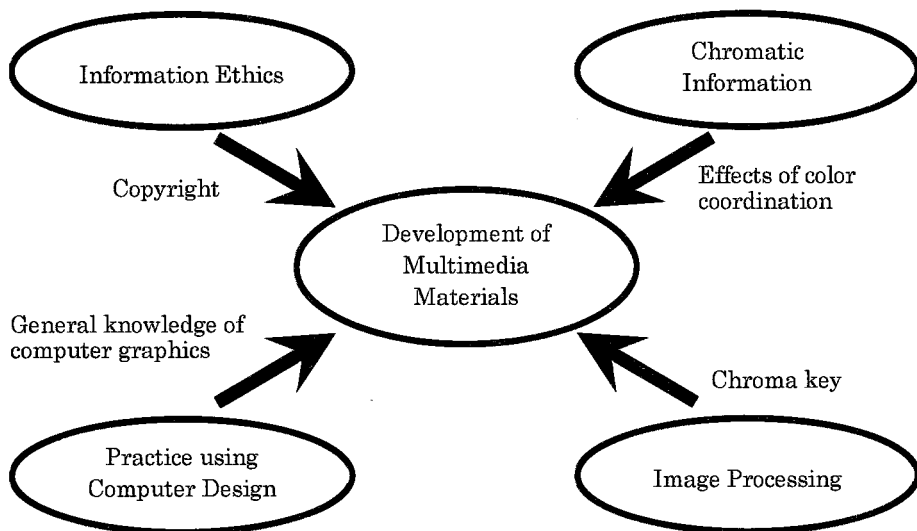 Information Ethics
Chromatic
Information
Copyright
Effects of color
coordination
Development of
Multimedia
Materials
General knowledge of
computer graphics
Chroma key
Practice using
Computer Design
Image Processing